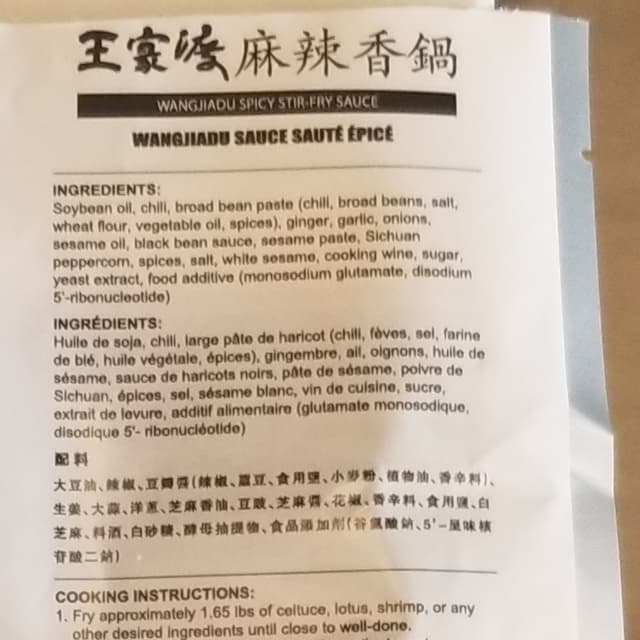 王家渡麻辣香鍋
WANGJIADU SPICY STIR-FRY SAUCE
WANGJIADU SAUCE SAUTÉ ÉPICÉ
INGREDIENTS:
Soybean oil, chili, broad bean paste (chili, broad beans, salt,
wheat flour, vegetable oil, spices), ginger, garlic, onions,
sesame oil, black bean sauce, sesame paste, Sichuan
peppercorn, spices, salt, white sesame, cooking wine, sugar,
yeast extract, food additive (monosodium glutamate, disodium
5'-ribonucleotide)
INGRÉDIENTS:
Huile de soja, chili, large pâte de haricot (chili, fèves, sel, farine
de blé, huile végétale, épices), gingembre, ail, oignons, huile de
sésame, sauce de haricots noirs, pâte de sésame, poivre de
Sichuan, épices, sel, sésame blanc, vin de cuisine, sucre,
extrait de levure, additif alimentaire (glutamate monosodique,
disodique 5'- ribonucléotide)
配料
大豆油、辣椒、豆瓣醬(辣椒、蠶豆、食用鹽、小麥粉、植物油、香辛料)、
生姜、大蒜、洋蔥、芝麻香油、豆豉、芝麻醬、花椒、香辛料、食用鹽、白
芝麻、料酒、白砂糖、酵母抽提物、食品添加劑(谷氨酸鈉、5'-呈味核
苷酸二鈉)
COOKING INSTRUCTIONS:
1. Fry approximately 1.65 lbs of celtuce, lotus, shrimp, or any
other desired ingredients until close to well-done.